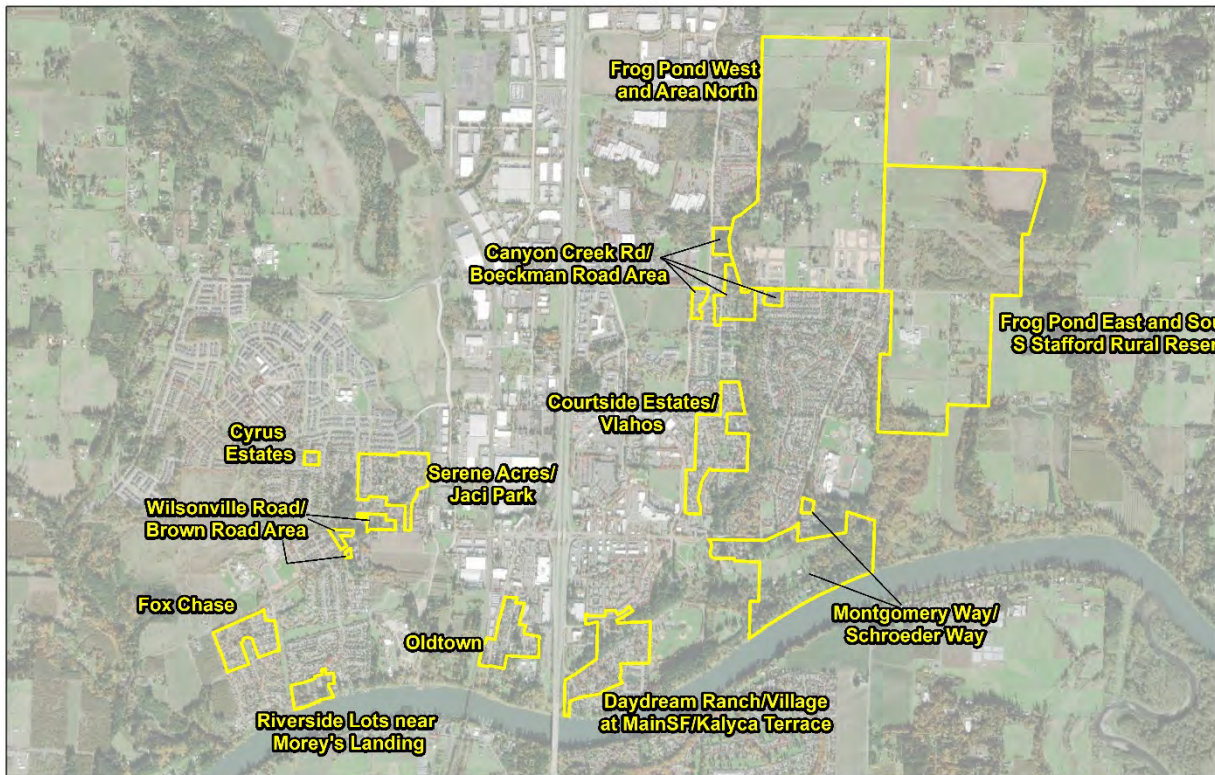 Frog Pond West
and Area North
Canyon Creek Rd/
Boeckman Road Area
Frog Pond East and Sou
S Stafford Rural Reser
Courtside Estates/
Vlahos
Cyrus
Estates
Serene Acres/
Jaci Park
Wilsonville Road/
Brown Road Area
Fox Chase
Oldtown
Montgomery Way/
Schroeder Way
Daydream Ranch/Village
at MainSF/Kalyca Terrace
Riverside Lots near
Morey's Landing